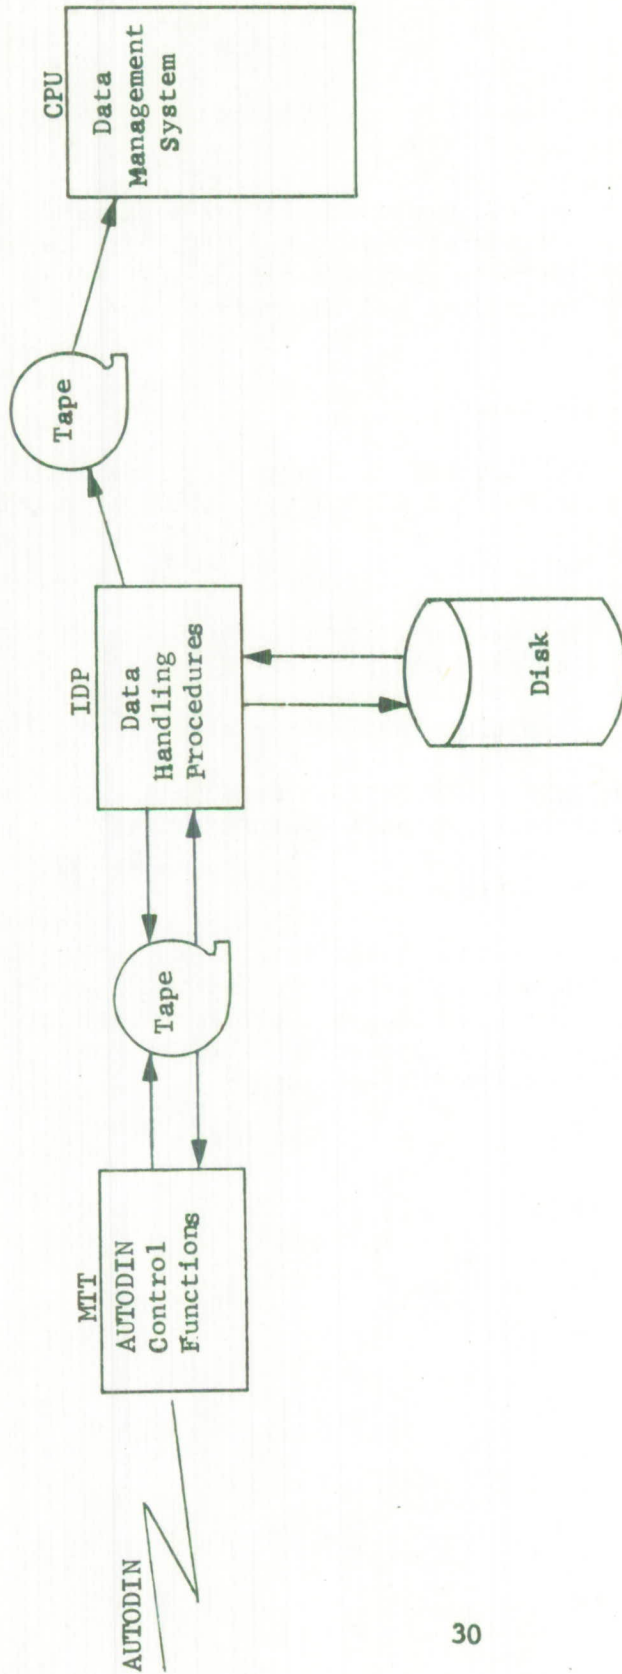 AUTODIN
MTT
AUTODIN
Control
Functions
Tape
IDP
Data
Handling
Procedures
Disk
Tape
CPU
Data
Management
System
30